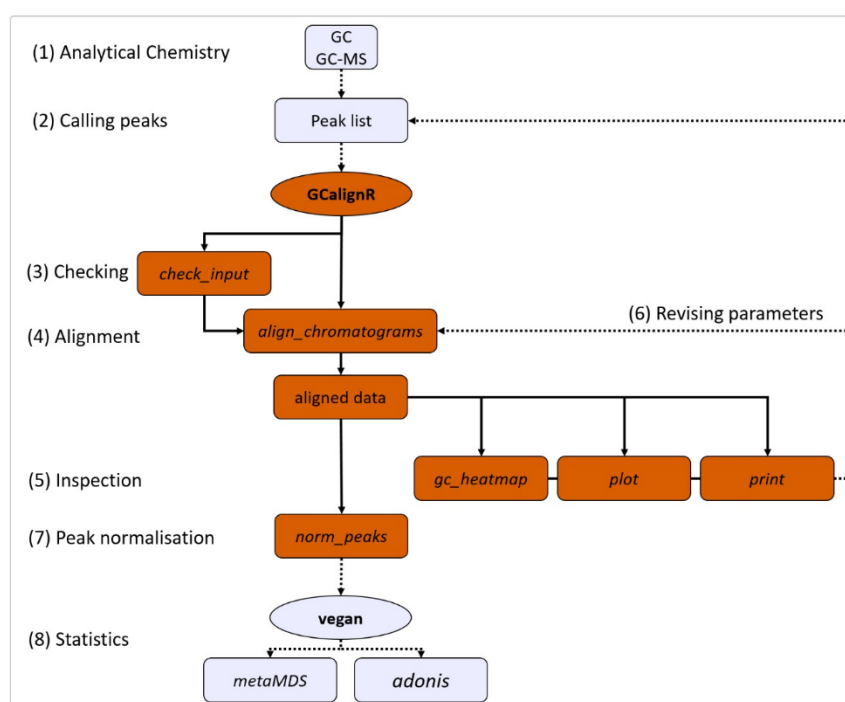 (1) Analytical Chemistry
GC
GC-MS
(2) Calling peaks
Peak list
GCalignR
(3) Checking
check_input
(6) Revising parameters
(4) Alignment
align_chromatograms
aligned data
(5) Inspection
gc_heatmap
plot
print
(7) Peak normalisation
norm_peaks
vegan
(8) Statistics
metaMDS
adonis